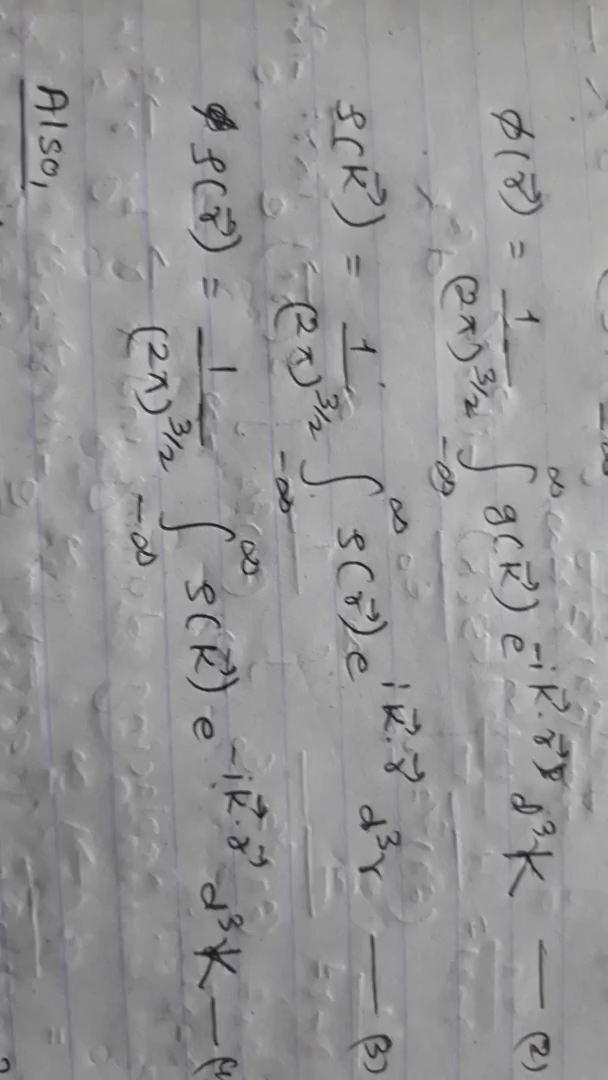 φ(r⃗) = 1/(2π)^3/2 ∫_-∞^∞ g(k⃗) e^-ik⃗.r⃗ d³k — (2)
ρ(k⃗) = 1/(2π)^3/2 ∫_-∞^∞ ρ(r⃗) e^ik⃗.r⃗ d³r — (3)
ρ(r⃗) = 1/(2π)^3/2 ∫_-∞^∞ ρ(k⃗) e^-ik⃗.r⃗ d³k — (4
Also,